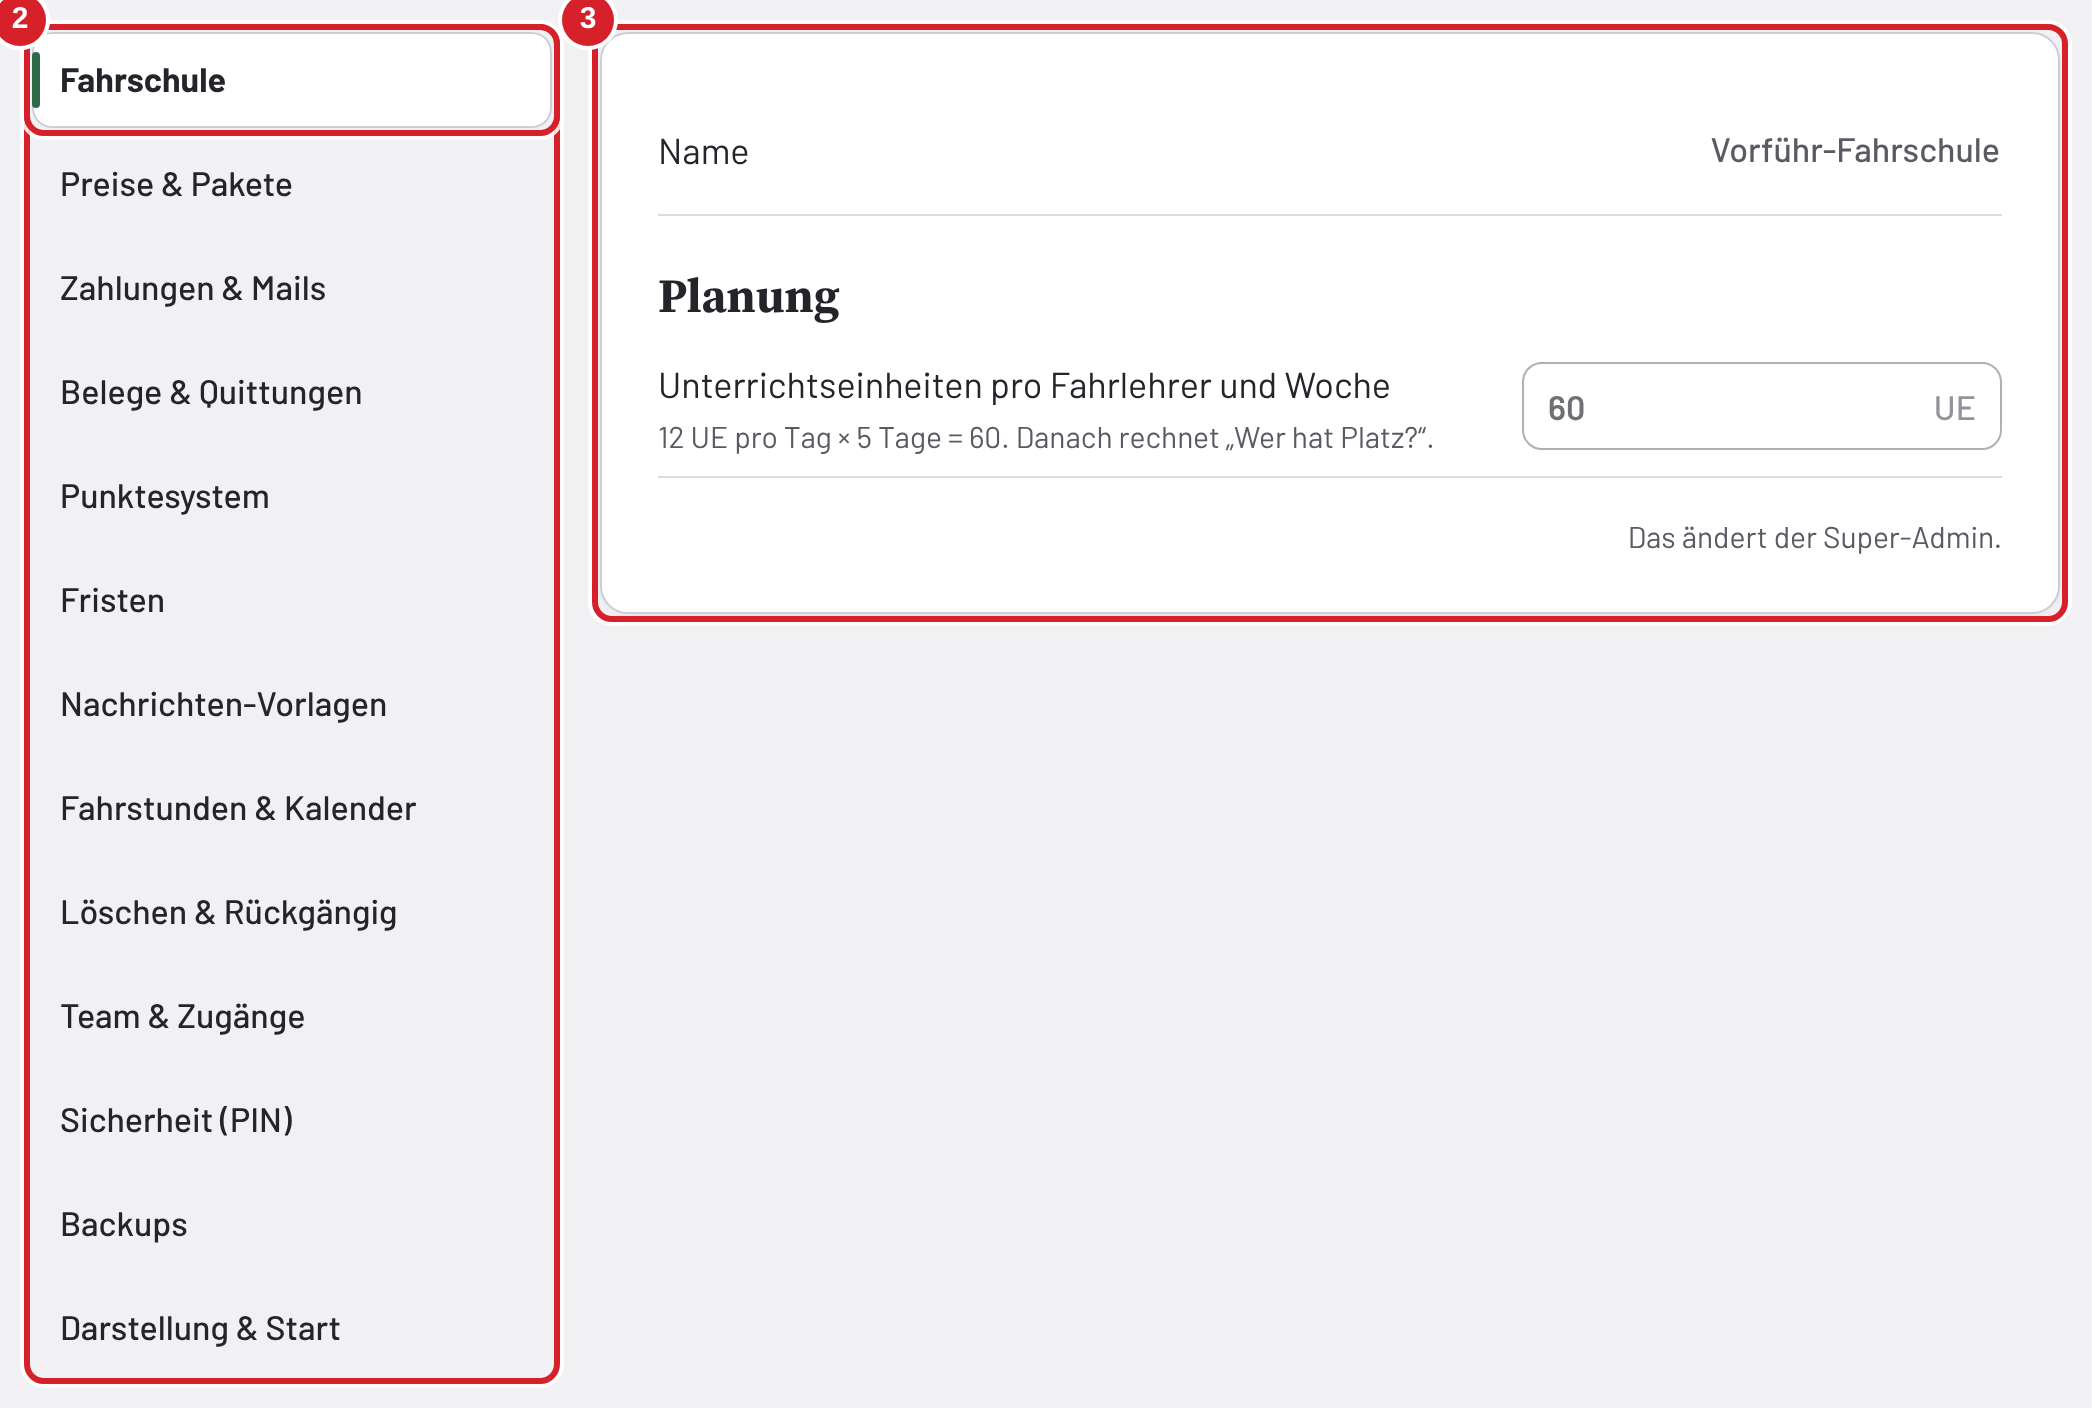 2
Fahrschule
Preise & Pakete
Zahlungen & Mails
Belege & Quittungen
Punktesystem
Fristen
Nachrichten-Vorlagen
Fahrstunden & Kalender
Löschen & Rückgängig
Team & Zugänge
Sicherheit (PIN)
Backups
Darstellung & Start
3
Name
Vorführ-Fahrschule
Planung
Unterrichtseinheiten pro Fahrlehrer und Woche
12 UE pro Tag × 5 Tage = 60. Danach rechnet „Wer hat Platz?“.
60 UE
Das ändert der Super-Admin.